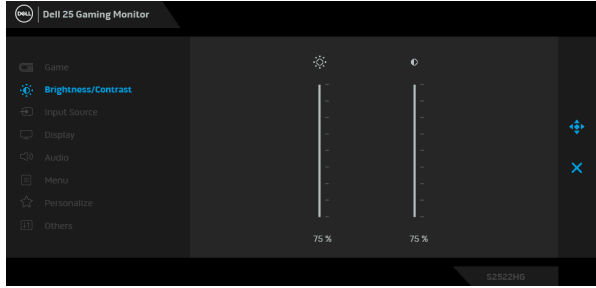 DELL
Dell 25 Gaming Monitor
Game
Brightness/Contrast
Input Source
Display
Audio
Menu
Personalize
Others
75 %
75 %
S2522HG